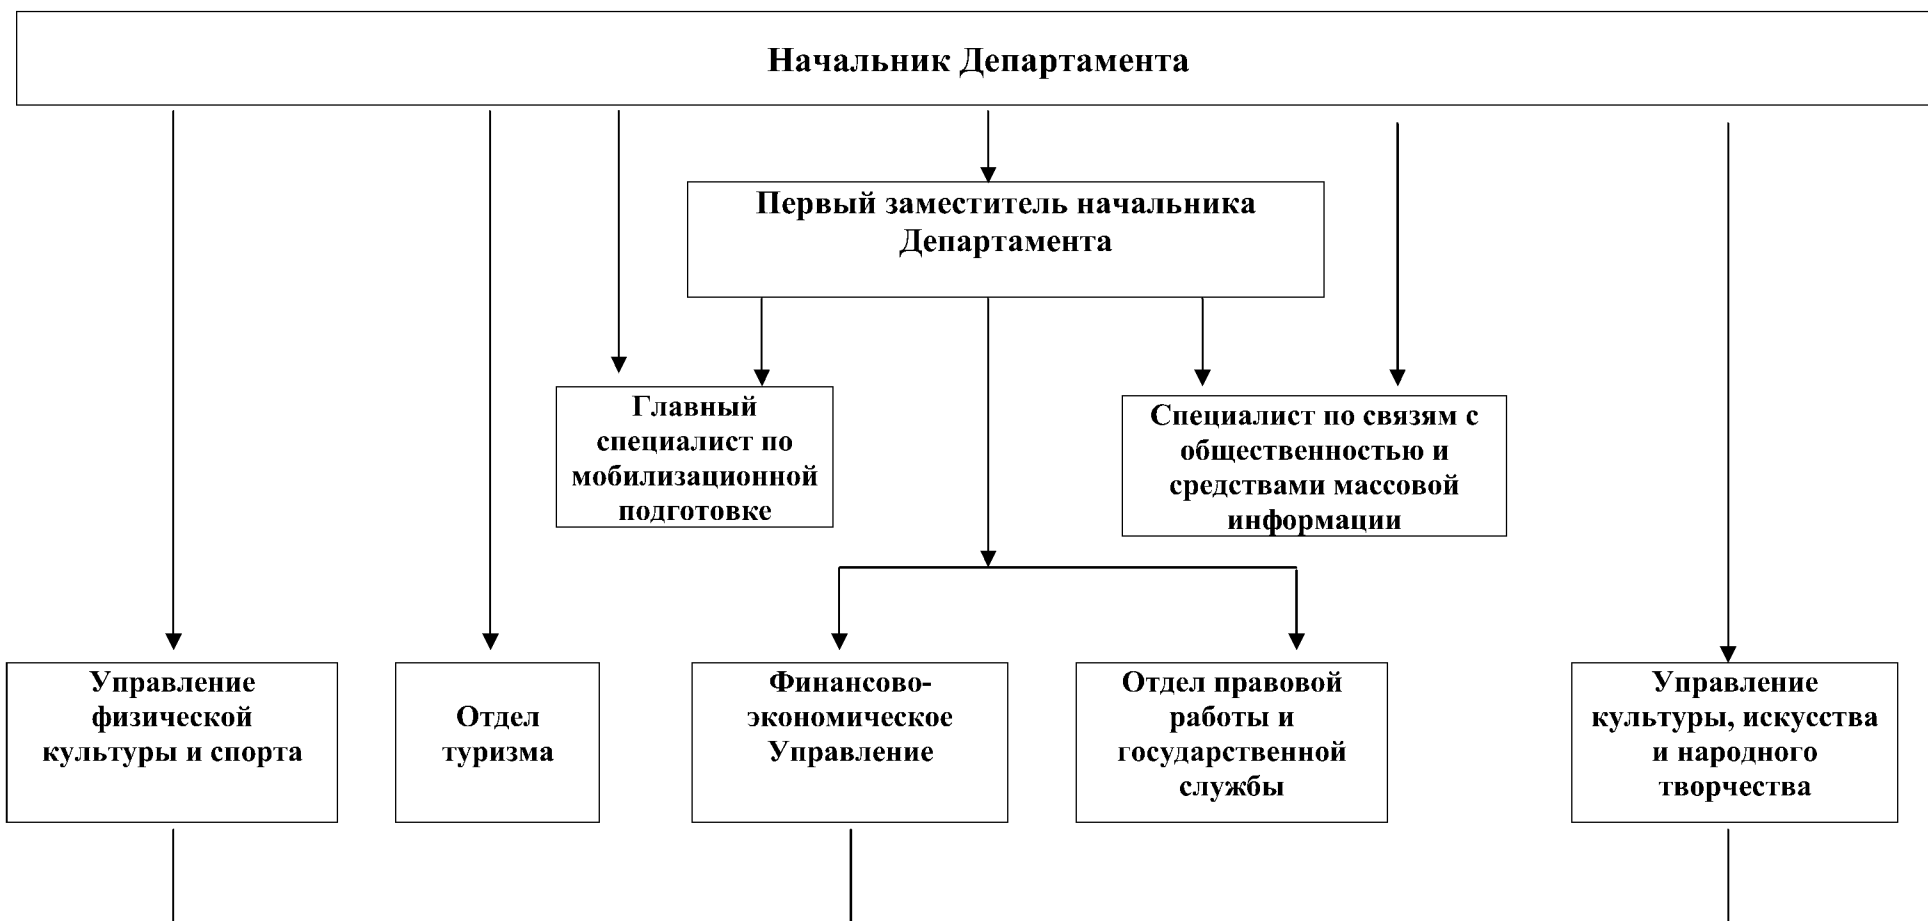 Начальник Департамента
Первый заместитель начальника
Департамента
Главный
специалист по
мобилизационной
подготовке
Специалист по связям с
общественностью и
средствами массовой
информации
Управление
физической
культуры и спорта
Отдел
туризма
Финансово-
экономическое
Управление
Отдел правовой
работы и
государственной
службы
Управление
культуры, искусства
и народного
творчества